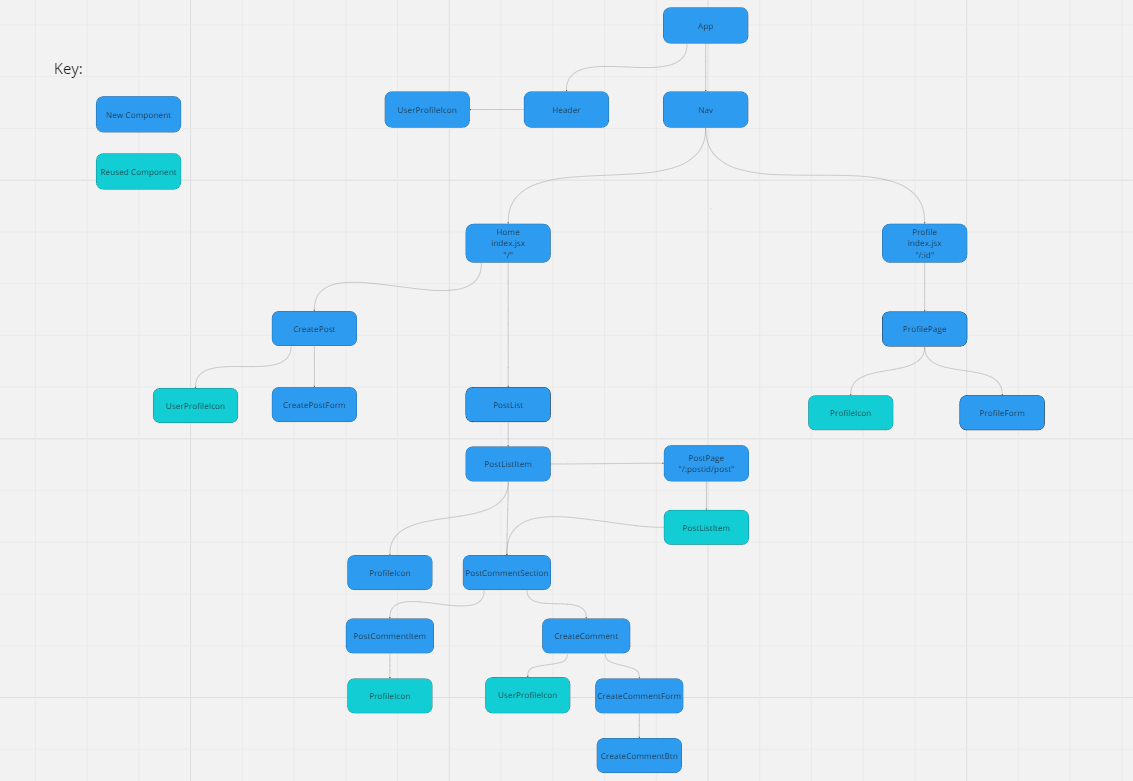 App
Key:
New Component
UserProfileIcon
Header
Nav
Reused Component
Home
index.jsx
"/"
Profile
index.jsx
"/:id"
CreatePost
ProfilePage
UserProfileIcon
CreatePostForm
PostList
ProfileIcon
ProfileForm
PostListItem
PostPage
"/:postid/post"
PostListItem
ProfileIcon
PostCommentSection
PostCommentItem
CreateComment
ProfileIcon
UserProfileIcon
CreateCommentForm
CreateCommentBtn